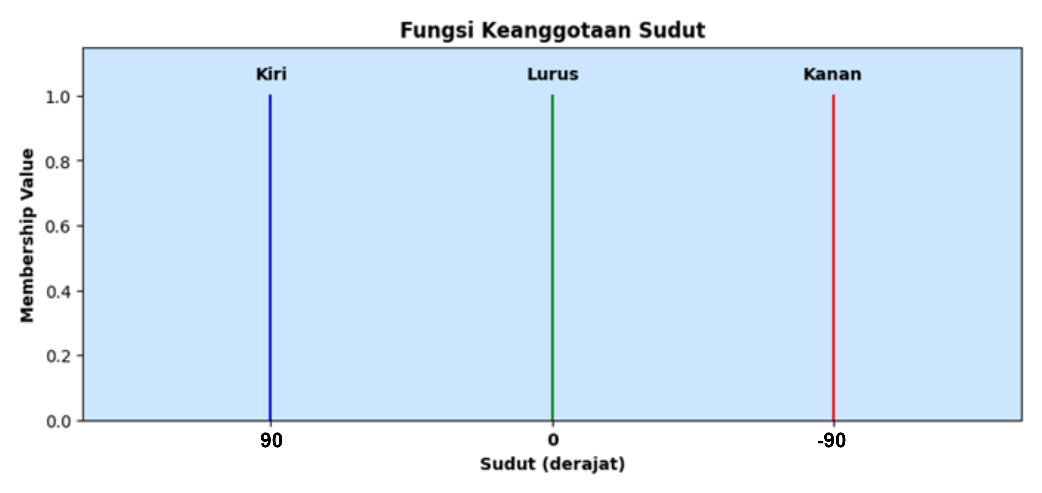 Fungsi Keanggotaan Sudut
Kiri Lurus Kanan
Membership Value
1.0
0.8
0.6
0.4
0.2
0.0
90 0 -90
Sudut (derajat)